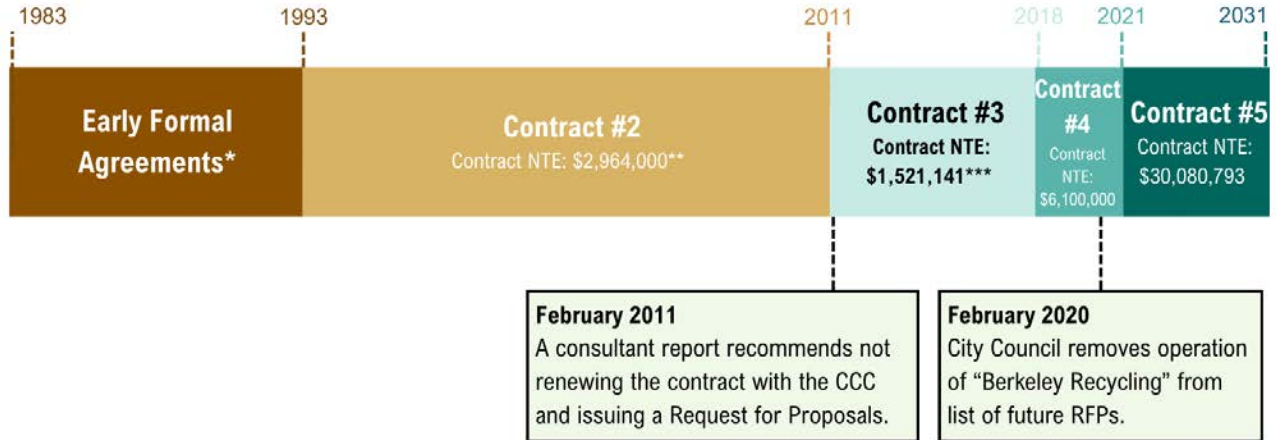 1983
1993
2011
2018
2021
2031
Early Formal
Agreements*
Contract #2
Contract NTE: $2,964,000**
Contract #3
Contract NTE:
$1,521,141***
Contract
#4
Contract
NTE:
$6,100,000
Contract #5
Contract NTE:
$30,080,793
February 2011
A consultant report recommends not
renewing the contract with the CCC
and issuing a Request for Proposals.
February 2020
City Council removes operation
of “Berkeley Recycling” from
list of future RFPs.